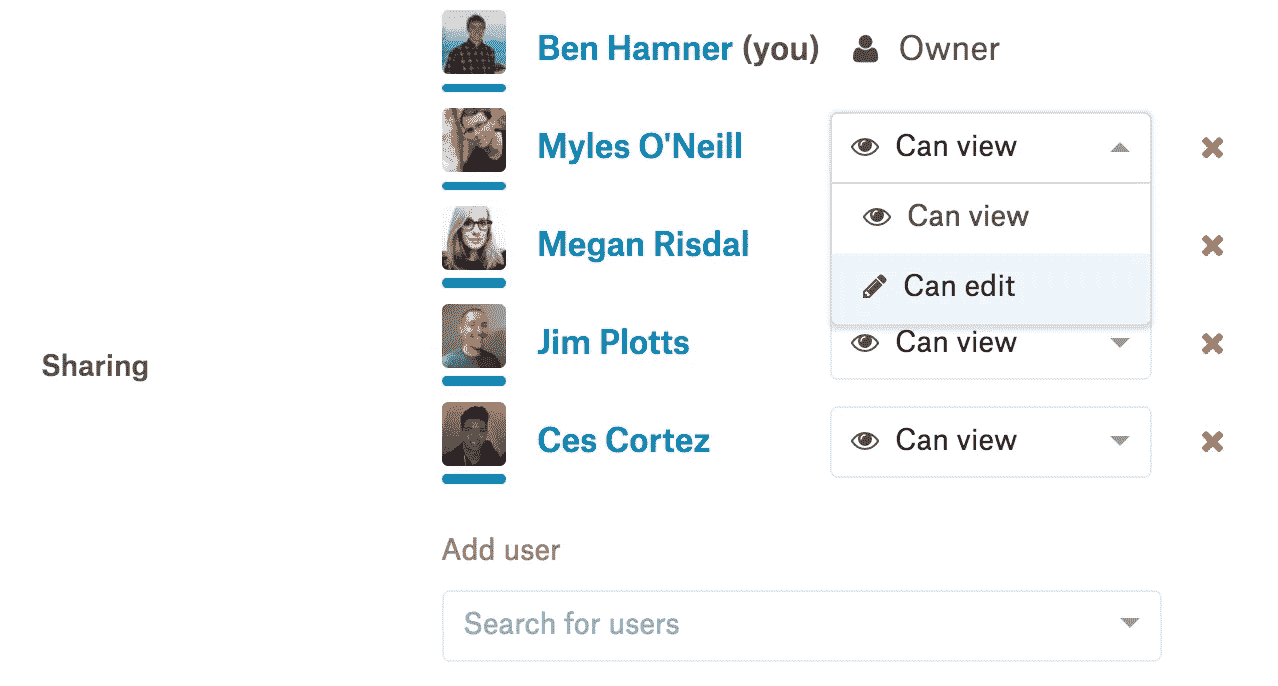 Ben Hamner (you) Owner
Myles O'Neill Can view
Can view
Megan Risdal
Can edit
Jim Plotts Can view
Sharing
Ces Cortez Can view
Add user
Search for users